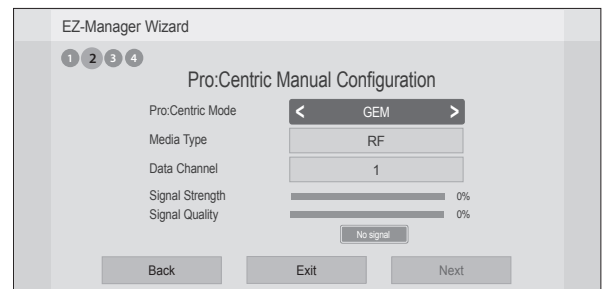 EZ-Manager Wizard
1 2 3 4
Pro:Centric Manual Configuration
Pro:Centric Mode < GEM >
Media Type RF
Data Channel 1
Signal Strength 0%
Signal Quality 0%
No signal
Back Exit Next